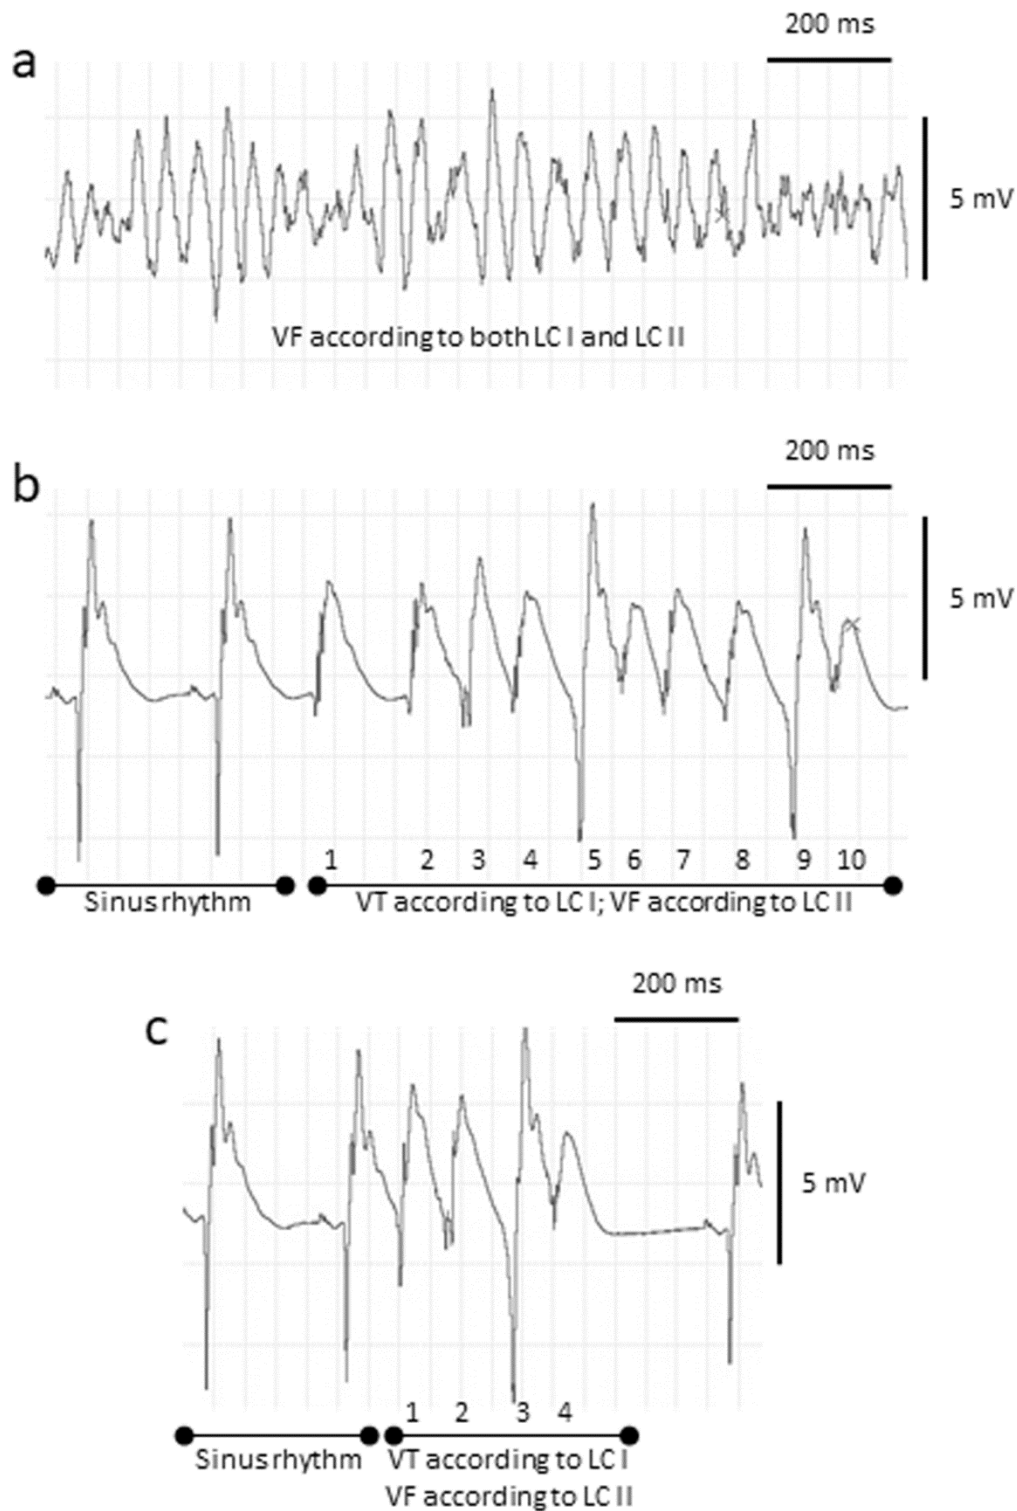 200 ms
a
5 mV
VF according to both LC I and LC II
200 ms
b
5 mV
1 2 3 4 5 6 7 8 9 10
Sinus rhythm VT according to LC I; VF according to LC II
200 ms
c
5 mV
1 2 3 4
Sinus rhythm VT according to LC I
VF according to LC II